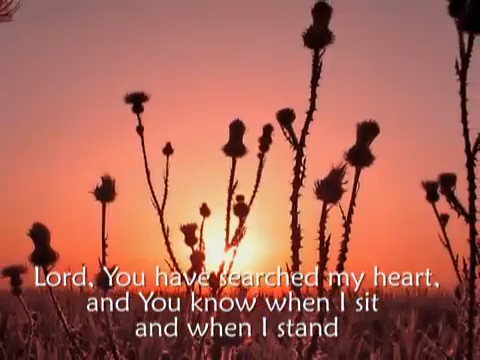 Lord, You have searched my heart,
and You know when I sit
and when I stand